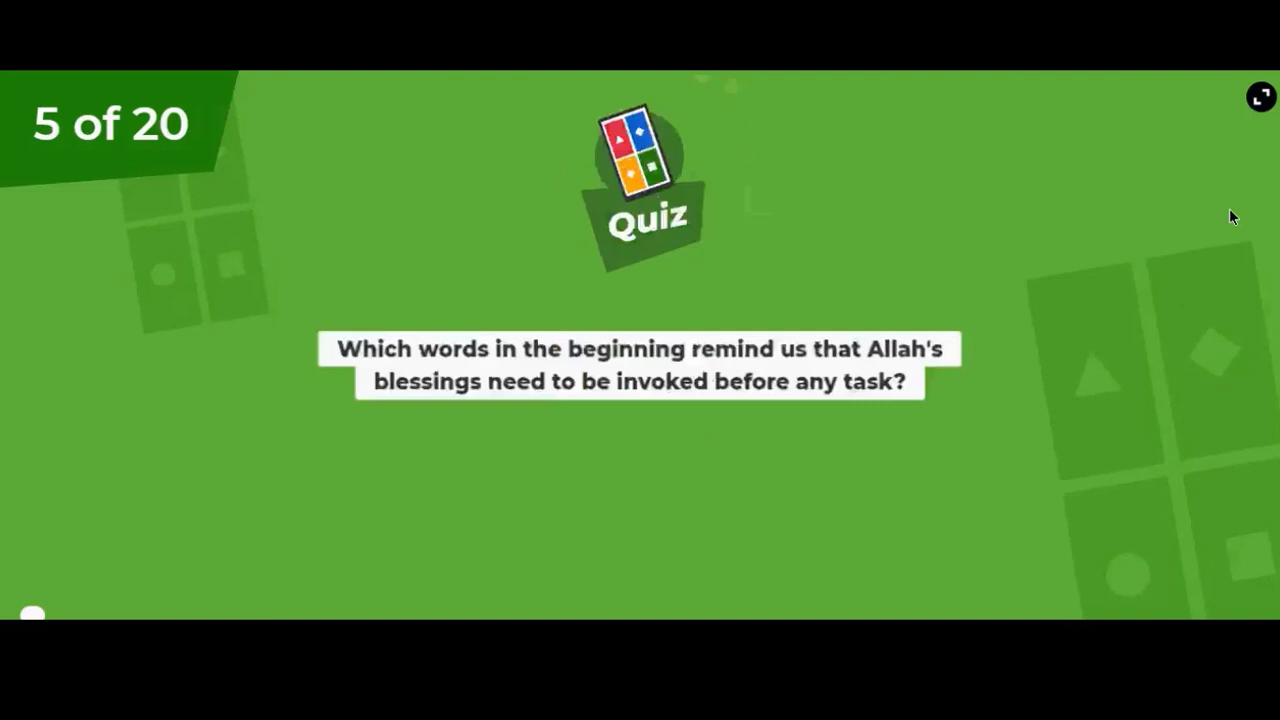 5 of 20
Quiz
Which words in the beginning remind us that Allah's
blessings need to be invoked before any task?